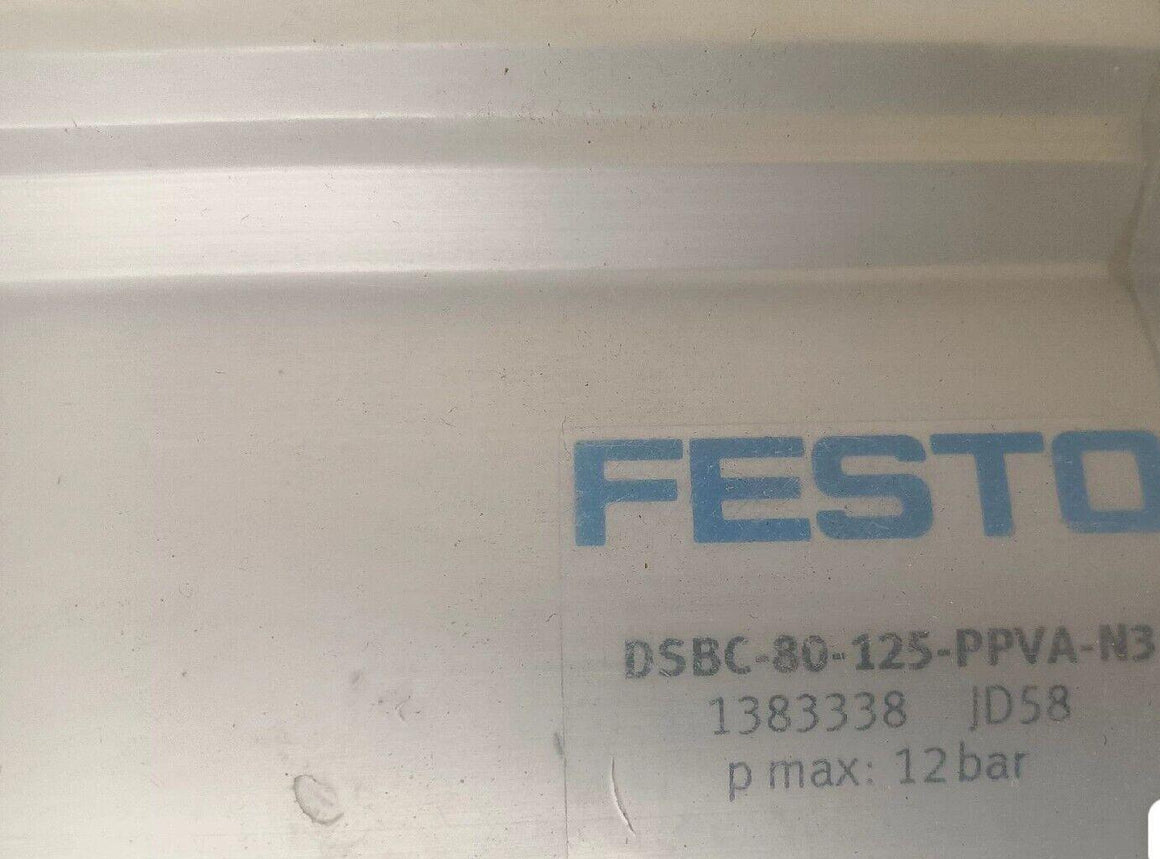 FESTO
DSBC-80-125-PPVA-N3
1383338 JD58
p max: 12 bar